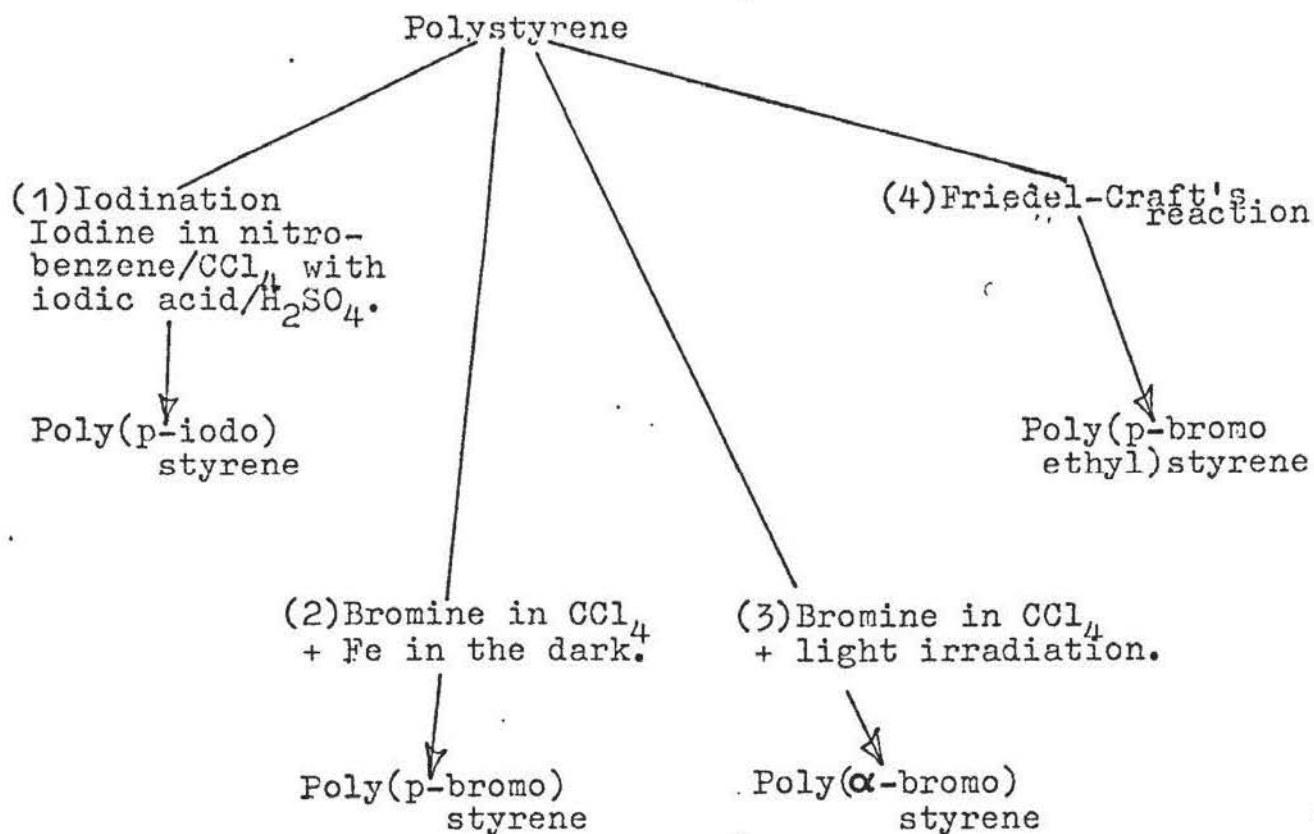 Polystyrene
(1)Iodination
Iodine in nitro-
benzene/CCl4 with
iodic acid/H2SO4.
Poly(p-iodo)
styrene
(2)Bromine in CCl4
+ Fe in the dark.
Poly(p-bromo)
styrene
(3)Bromine in CCl4
+ light irradiation.
Poly(α-bromo)
styrene
(4)Friedel-Craft's
reaction
Poly(p-bromo
ethyl)styrene